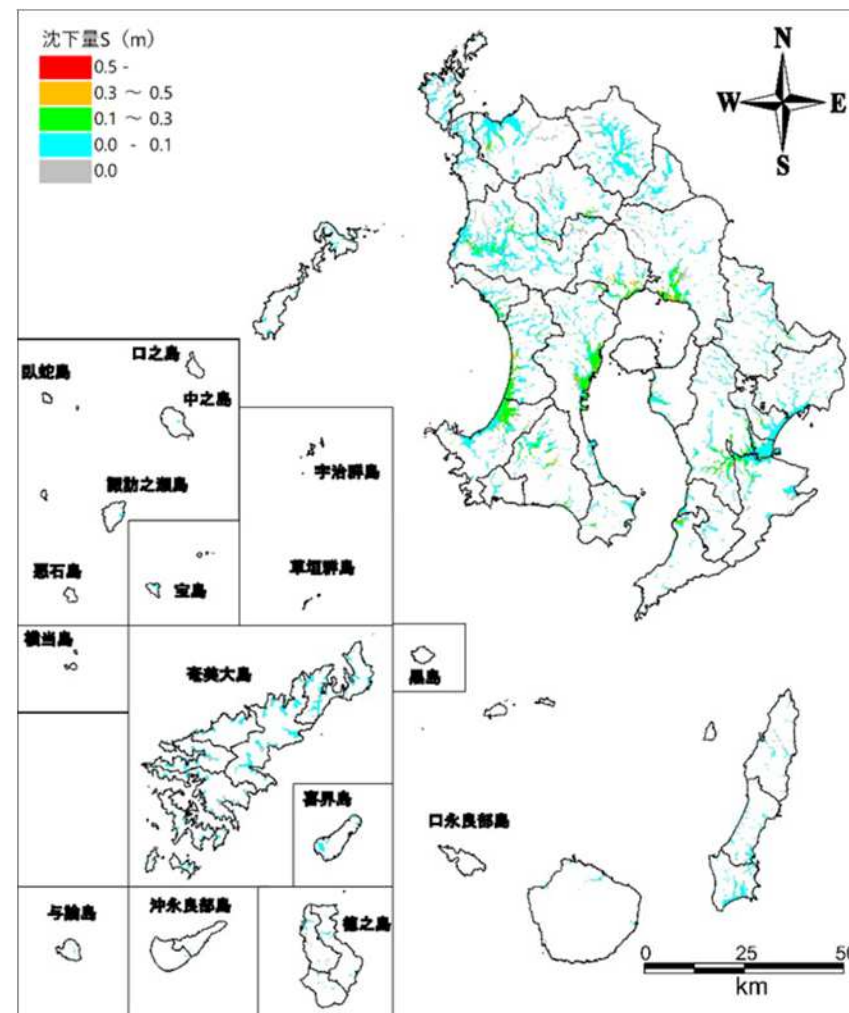 沈下量S（m）
0.5 -
0.3 ～ 0.5
0.1 ～ 0.3
0.0 - 0.1
0.0
N
W E
S
口之島
臥蛇島
中之島
宇治群島
諏訪之瀬島
悪石島
宝島
草垣群島
横当島
奄美大島
黒島
喜界島
口永良部島
与論島
沖永良部島
徳之島
0 25 50
km